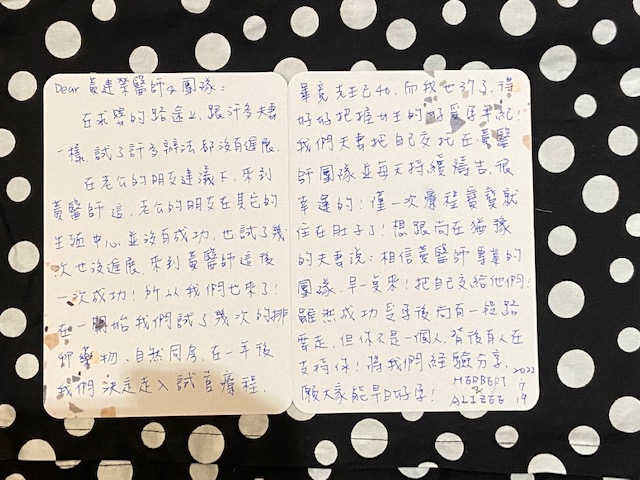 Dear 黃建榮醫師&團隊：
在求孕的路途上,跟許多夫妻
一樣,試了許多辦法都沒有進展.
在老公的朋友建議下,來到
黃醫師這,老公的朋友在其它的
生殖中心,並沒有成功,也試了幾
次也沒進展,來到黃醫師這後
一次成功！所以我們也來了！
在一開始我們試了幾次的排
卵藥物、自然同房,在一年後
我們決定走入試管療程.
畢竟先生已40,而我也37了,得
好好把握女生的好受孕年紀！
我們夫妻把自己交托在黃醫
師團隊並每天持續禱告,很
幸運的！僅一次療程寶寶就
住在肚子了！想跟尚在猶豫
的夫妻說：相信黃醫師專業的
團隊,早一點來！把自己交給他們！
雖然成功受孕後尚有一段路
要走,但你不是一個人,背後有人在
支持你！將我們經驗分享,
願大家能早日好孕！
HERBERT
&
ALIZEE
2022
7
19